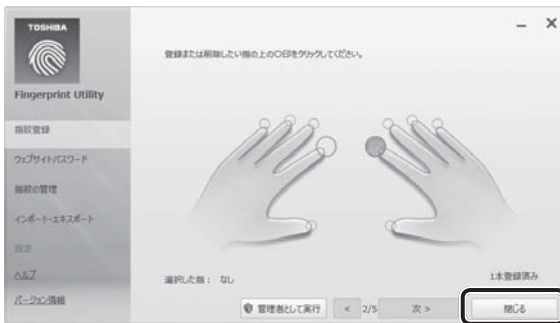 TOSHIBA
Fingerprint Utility
指紋登録
ウェブサイトパスワード
指紋の管理
インポート・エキスポート
設定
ヘルプ
バージョン情報
登録または削除したい指の上の〇印をクリックしてください。
選択した指： なし
1本登録済み
管理者として実行
<
2/5
次 >
閉じる